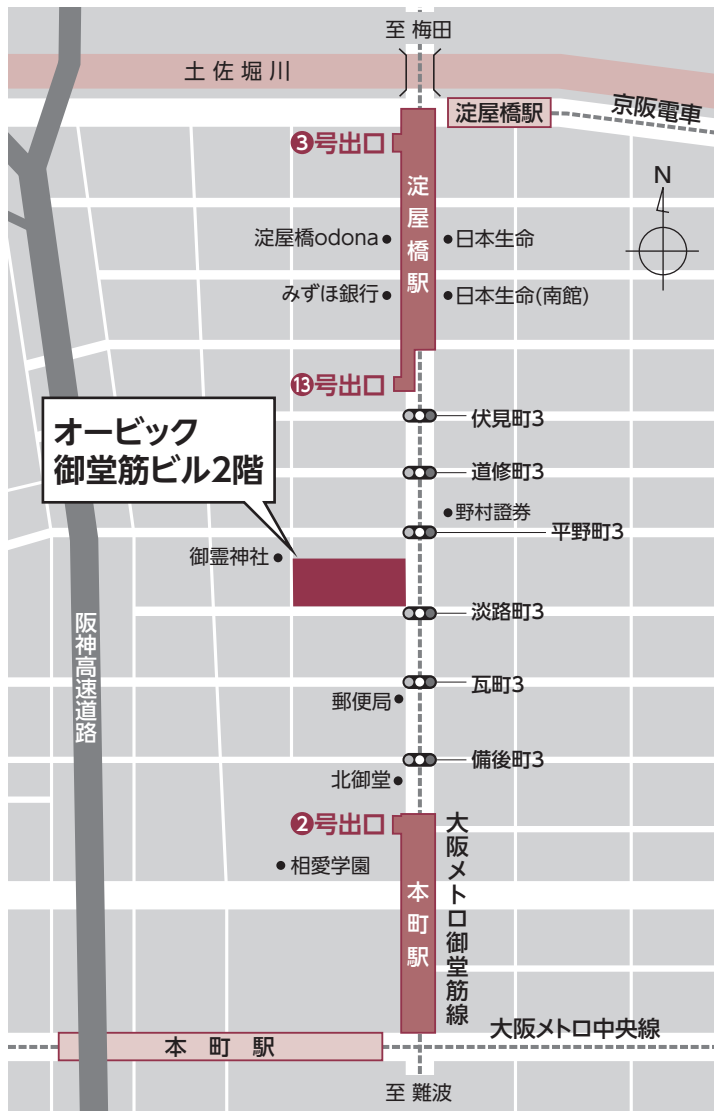 至 梅田
土佐堀川
淀屋橋駅
京阪電車
❸号出口
淀屋橋駅
N
淀屋橋odona
日本生命
みずほ銀行
日本生命(南館)
⓭号出口
伏見町3
オービック
御堂筋ビル2階
道修町3
野村證券
平野町3
御霊神社
淡路町3
阪神高速道路
瓦町3
郵便局
備後町3
北御堂
❷号出口
大阪メトロ御堂筋線
相愛学園
本町駅
大阪メトロ中央線
本町駅
至 難波